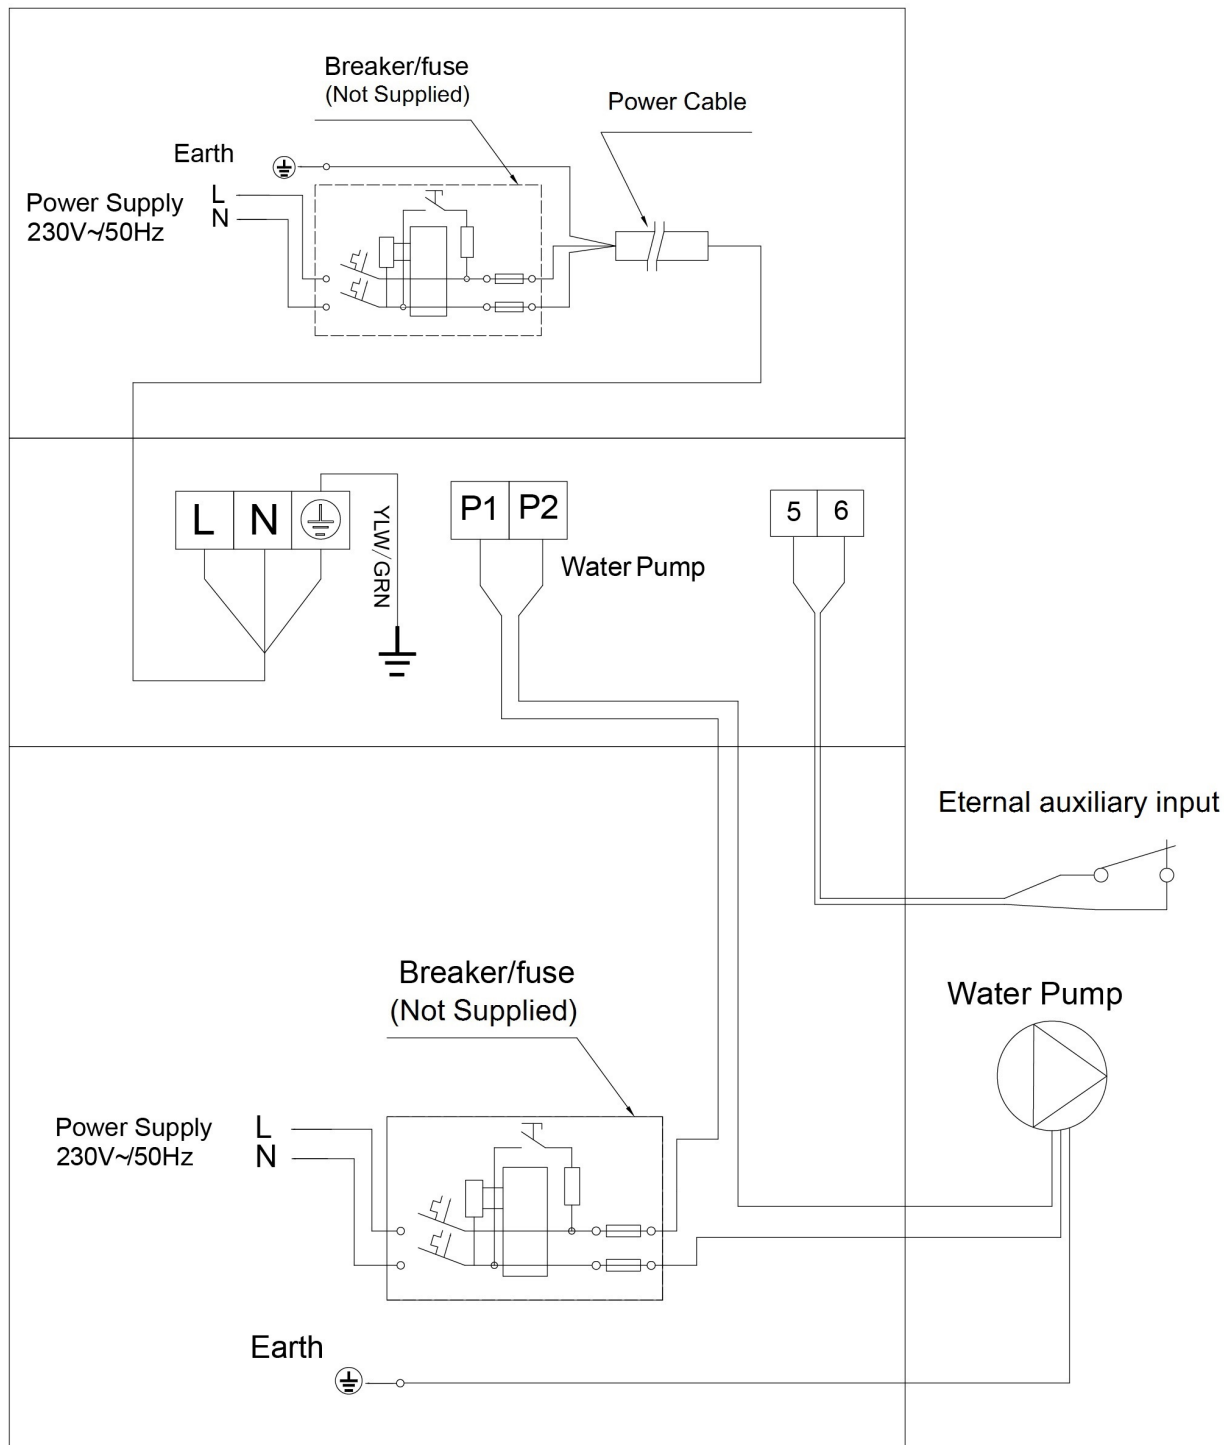 Breaker/fuse
(Not Supplied)
Power Cable
Earth
Power Supply
230V~/50Hz
L
N
L N
YLW/GRN
P1 P2
Water Pump
5 6
Eternal auxiliary input
Breaker/fuse
(Not Supplied)
Water Pump
Power Supply
230V~/50Hz
L
N
Earth